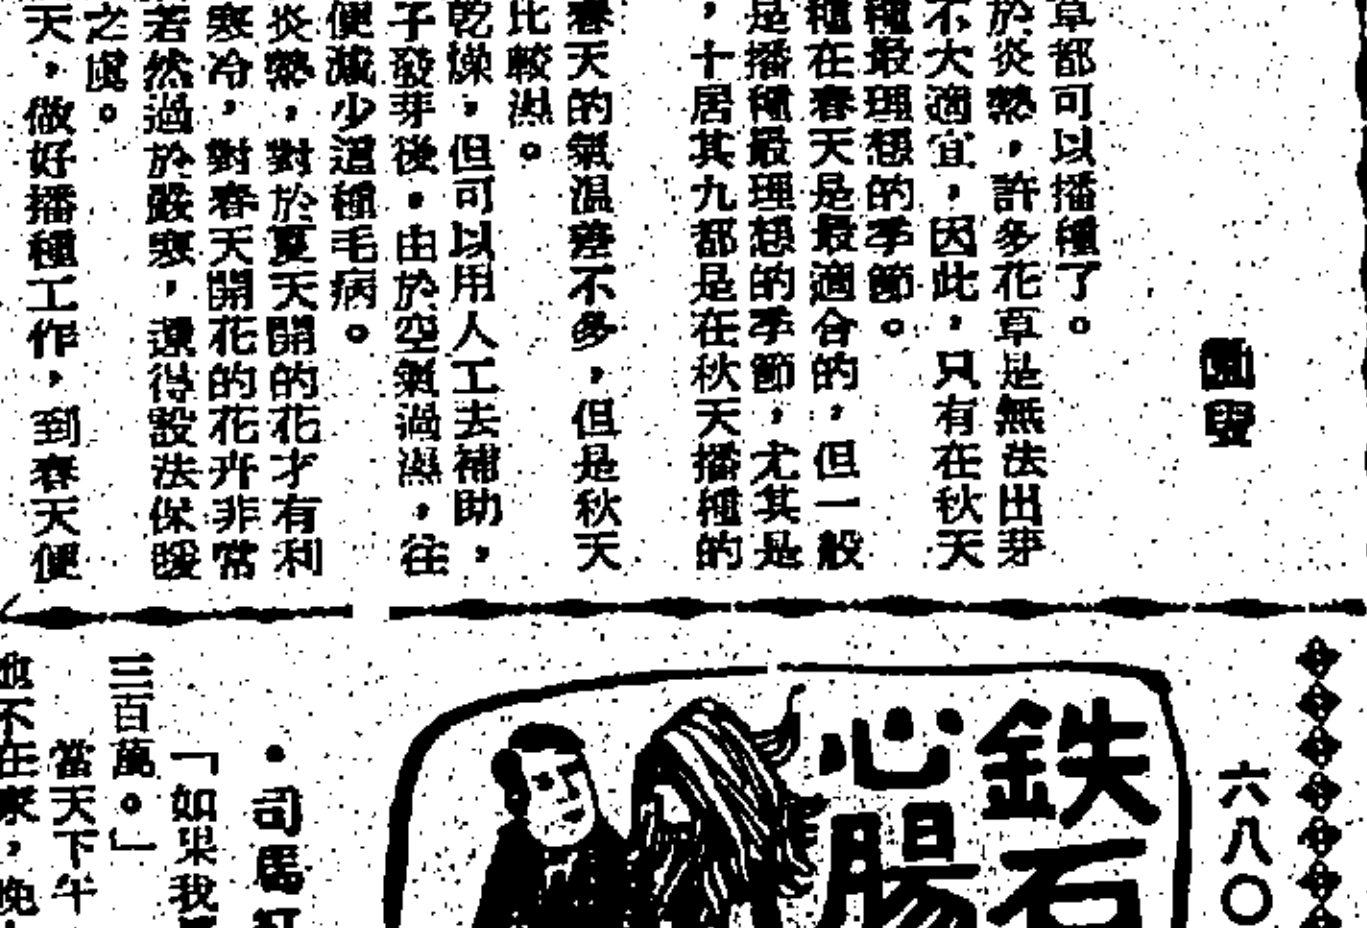 草都可以播種了。
於炎熱，許多花草是無法出芽
不大適宜，因此，只有在秋天
種最理想的季節。
種在春天是最適合的，但一般
是播種最理想的季節，尤其是
，十居其九都是在秋天播種的
春天的氣温差不多，但是秋天
比較濕。
乾燥，但可以用人工去補助，
子發芽後，由於空氣過濕，往
便減少這種毛病。
炎熱，對於夏天開的花才有利
寒冷，對春天開花的花卉非常
若然過於嚴寒，還得設法保暖
之處。
天，做好播種工作，到春天便
六八〇
鉄石
心腸
•司馬
「如果我
三百萬。」
當天下午
不在家，晚